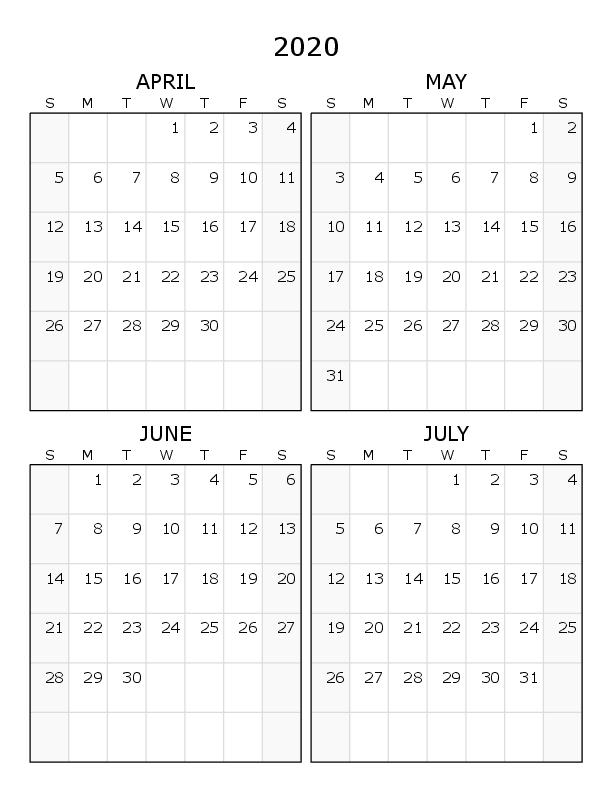 2020
APRIL
S M T W T F S
1 2 3 4
5 6 7 8 9 10 11
12 13 14 15 16 17 18
19 20 21 22 23 24 25
26 27 28 29 30
MAY
S M T W T F S
1 2
3 4 5 6 7 8 9
10 11 12 13 14 15 16
17 18 19 20 21 22 23
24 25 26 27 28 29 30
31
JUNE
S M T W T F S
1 2 3 4 5 6
7 8 9 10 11 12 13
14 15 16 17 18 19 20
21 22 23 24 25 26 27
28 29 30
JULY
S M T W T F S
1 2 3 4
5 6 7 8 9 10 11
12 13 14 15 16 17 18
19 20 21 22 23 24 25
26 27 28 29 30 31